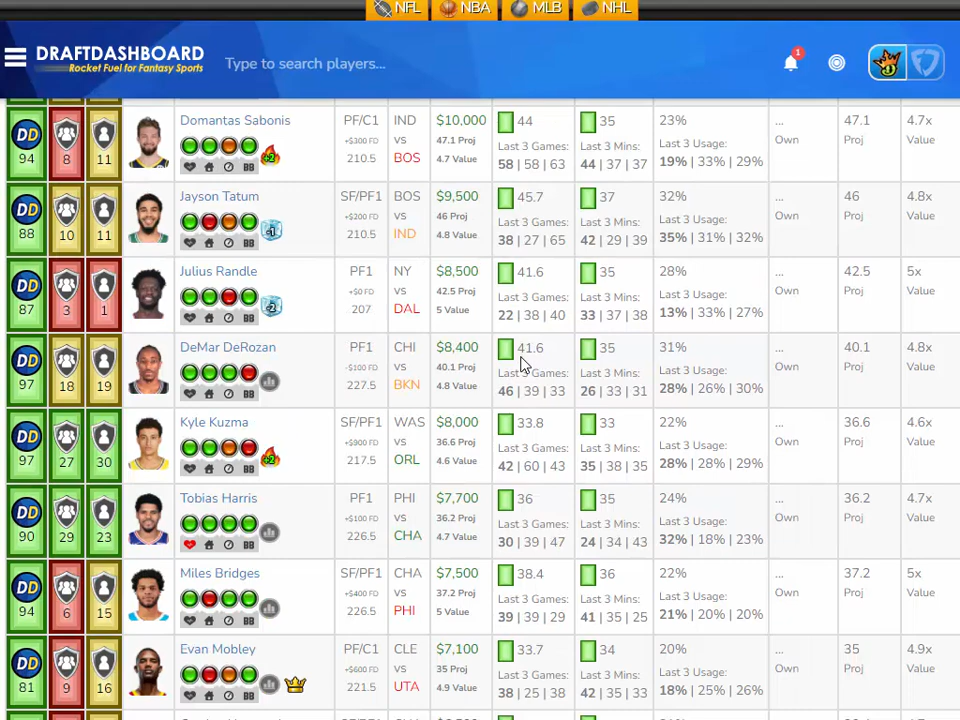 NFL NBA MLB NHL
DRAFTDASHBOARD
Rocket Fuel for Fantasy Sports
Type to search players...
1
DD 94 8 11 Domantas Sabonis +2 BB PF/C1 +$300 FD 210.5 IND VS BOS $10,000 47.1 Proj 4.7 Value 44 Last 3 Games: 58 | 58 | 63 35 Last 3 Mins: 44 | 37 | 37 23% Last 3 Usage: 19% | 33% | 29% ... Own 47.1 Proj 4.7x Value
DD 88 10 11 Jayson Tatum -1 BB SF/PF1 +$200 FD 210.5 BOS VS IND $9,500 46 Proj 4.8 Value 45.7 Last 3 Games: 38 | 27 | 65 37 Last 3 Mins: 42 | 29 | 39 32% Last 3 Usage: 35% | 31% | 32% ... Own 46 Proj 4.8x Value
DD 87 3 1 Julius Randle -2 BB PF1 +$0 FD 207 NY VS DAL $8,500 42.5 Proj 5 Value 41.6 Last 3 Games: 22 | 38 | 40 35 Last 3 Mins: 33 | 37 | 38 28% Last 3 Usage: 13% | 33% | 27% ... Own 42.5 Proj 5x Value
DD 97 18 19 DeMar DeRozan BB PF1 -$100 FD 227.5 CHI VS BKN $8,400 40.1 Proj 4.8 Value 41.6 Last 3 Games: 46 | 39 | 33 35 Last 3 Mins: 26 | 33 | 31 31% Last 3 Usage: 28% | 26% | 30% ... Own 40.1 Proj 4.8x Value
DD 97 27 30 Kyle Kuzma +2 BB SF/PF1 +$900 FD 217.5 WAS VS ORL $8,000 36.6 Proj 4.6 Value 33.8 Last 3 Games: 42 | 60 | 43 33 Last 3 Mins: 35 | 38 | 35 22% Last 3 Usage: 28% | 28% | 29% ... Own 36.6 Proj 4.6x Value
DD 90 29 23 Tobias Harris BB PF1 +$100 FD 226.5 PHI VS CHA $7,700 36.2 Proj 4.7 Value 36 Last 3 Games: 30 | 39 | 47 35 Last 3 Mins: 24 | 34 | 43 24% Last 3 Usage: 32% | 18% | 23% ... Own 36.2 Proj 4.7x Value
DD 94 6 15 Miles Bridges BB SF/PF1 +$400 FD 226.5 CHA VS PHI $7,500 37.2 Proj 5 Value 38.4 Last 3 Games: 39 | 39 | 29 36 Last 3 Mins: 41 | 35 | 25 22% Last 3 Usage: 21% | 20% | 20% ... Own 37.2 Proj 5x Value
DD 81 9 16 Evan Mobley BB PF/C1 +$600 FD 221.5 CLE VS UTA $7,100 35 Proj 4.9 Value 33.7 Last 3 Games: 38 | 25 | 38 34 Last 3 Mins: 42 | 35 | 33 20% Last 3 Usage: 18% | 25% | 26% ... Own 35 Proj 4.9x Value